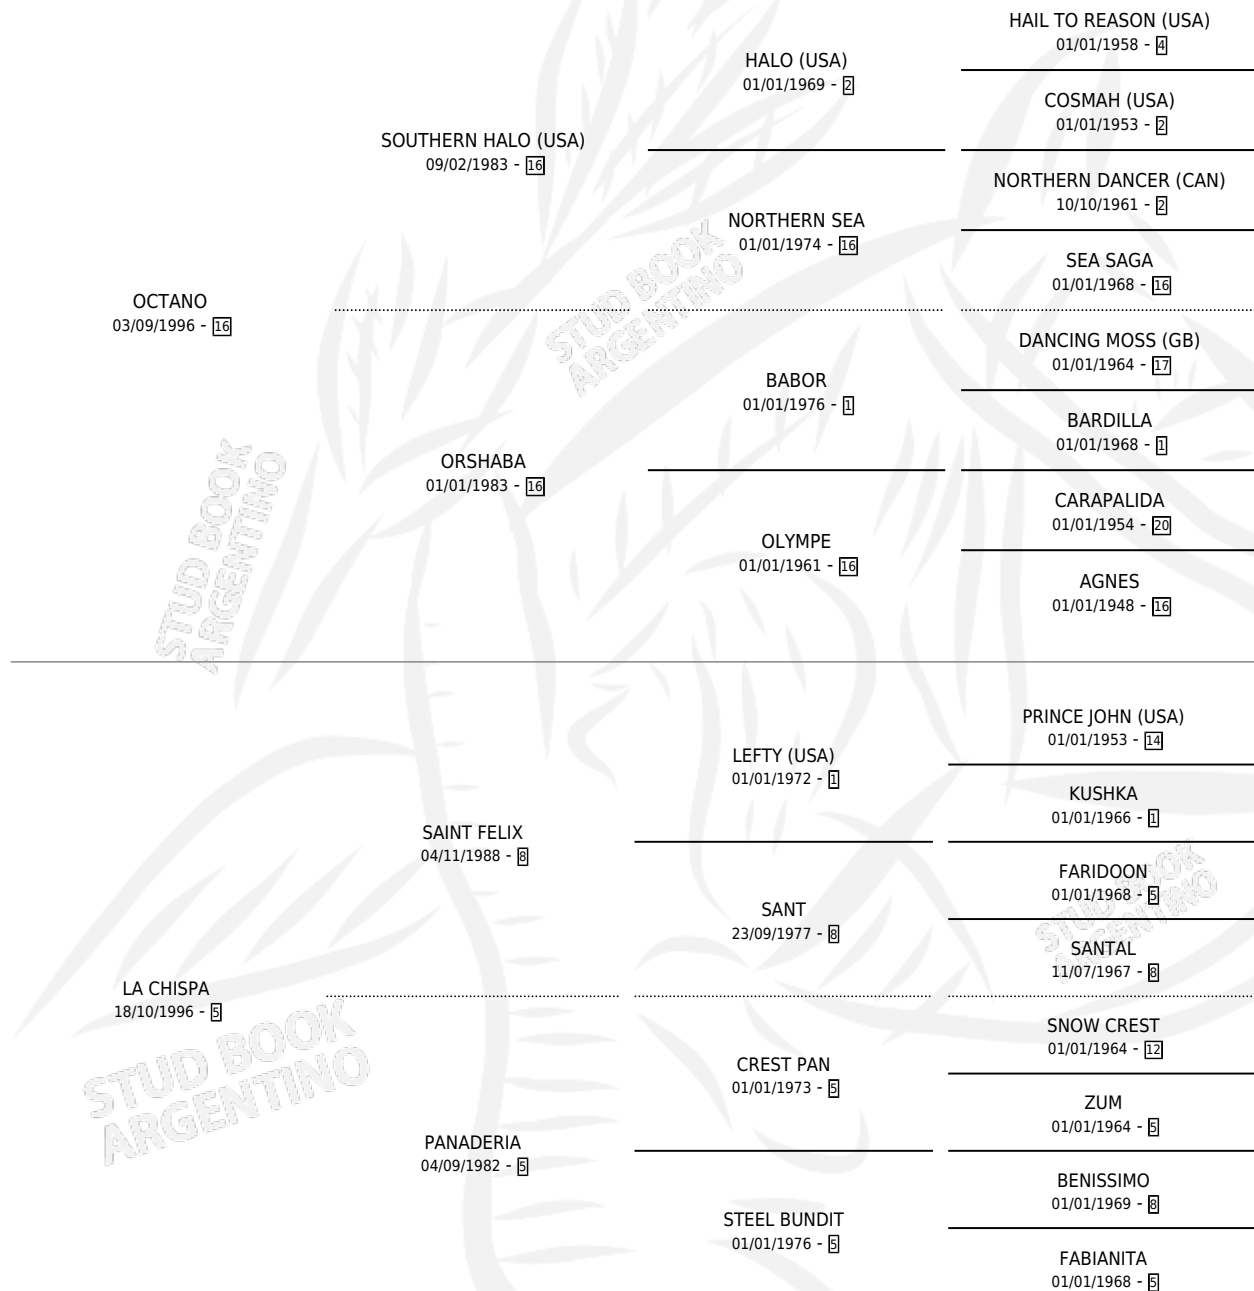 HAIL TO REASON (USA)
01/01/1958 - 4
HALO (USA)
01/01/1969 - 2
COSMAH (USA)
01/01/1953 - 2
SOUTHERN HALO (USA)
09/02/1983 - 16
NORTHERN DANCER (CAN)
10/10/1961 - 2
NORTHERN SEA
01/01/1974 - 16
SEA SAGA
01/01/1968 - 16
OCTANO
03/09/1996 - 16
STUD BOOK
ARGENTINO
DANCING MOSS (GB)
01/01/1964 - 17
BABOR
01/01/1976 - 1
BARDILLA
01/01/1968 - 1
ORSHABA
01/01/1983 - 16
CARAPALIDA
01/01/1954 - 20
OLYMPE
01/01/1961 - 16
AGNES
01/01/1948 - 16
STUD BOOK
ARGENTINO
PRINCE JOHN (USA)
01/01/1953 - 14
LEFTY (USA)
01/01/1972 - 1
KUSHKA
01/01/1966 - 1
SAINT FELIX
04/11/1988 - 8
FARIDOON
01/01/1968 - 5
SANT
23/09/1977 - 8
SANTAL
11/07/1967 - 8
STUD BOOK
ARGENTINO
LA CHISPA
18/10/1996 - 5
SNOW CREST
01/01/1964 - 12
CREST PAN
01/01/1973 - 5
ZUM
01/01/1964 - 5
STUD BOOK
ARGENTINO
PANADERIA
04/09/1982 - 5
BENISSIMO
01/01/1969 - 8
STEEL BUNDIT
01/01/1976 - 5
FABIANITA
01/01/1968 - 5